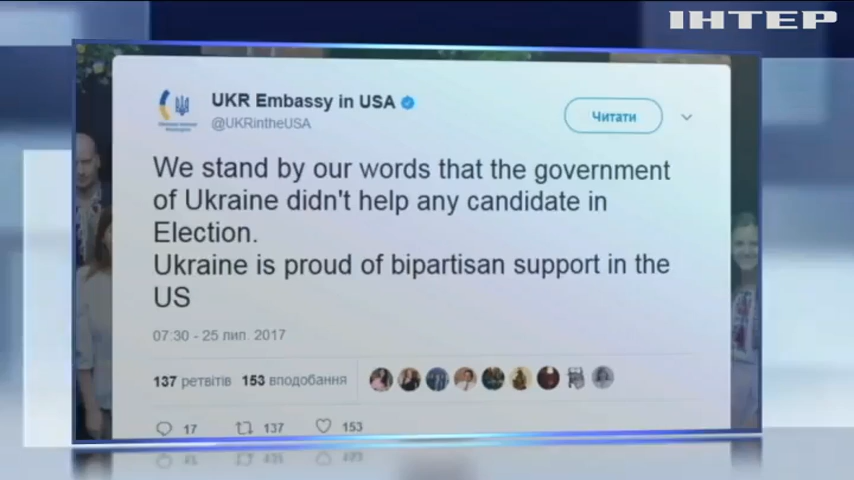 ІНТЕР
UKR Embassy in USA
@UKRintheUSA
Читати
We stand by our words that the government
of Ukraine didn't help any candidate in
Election.
Ukraine is proud of bipartisan support in the
US
07:30 - 25 лип. 2017
137 ретвітів 153 вподобання
17 137 153